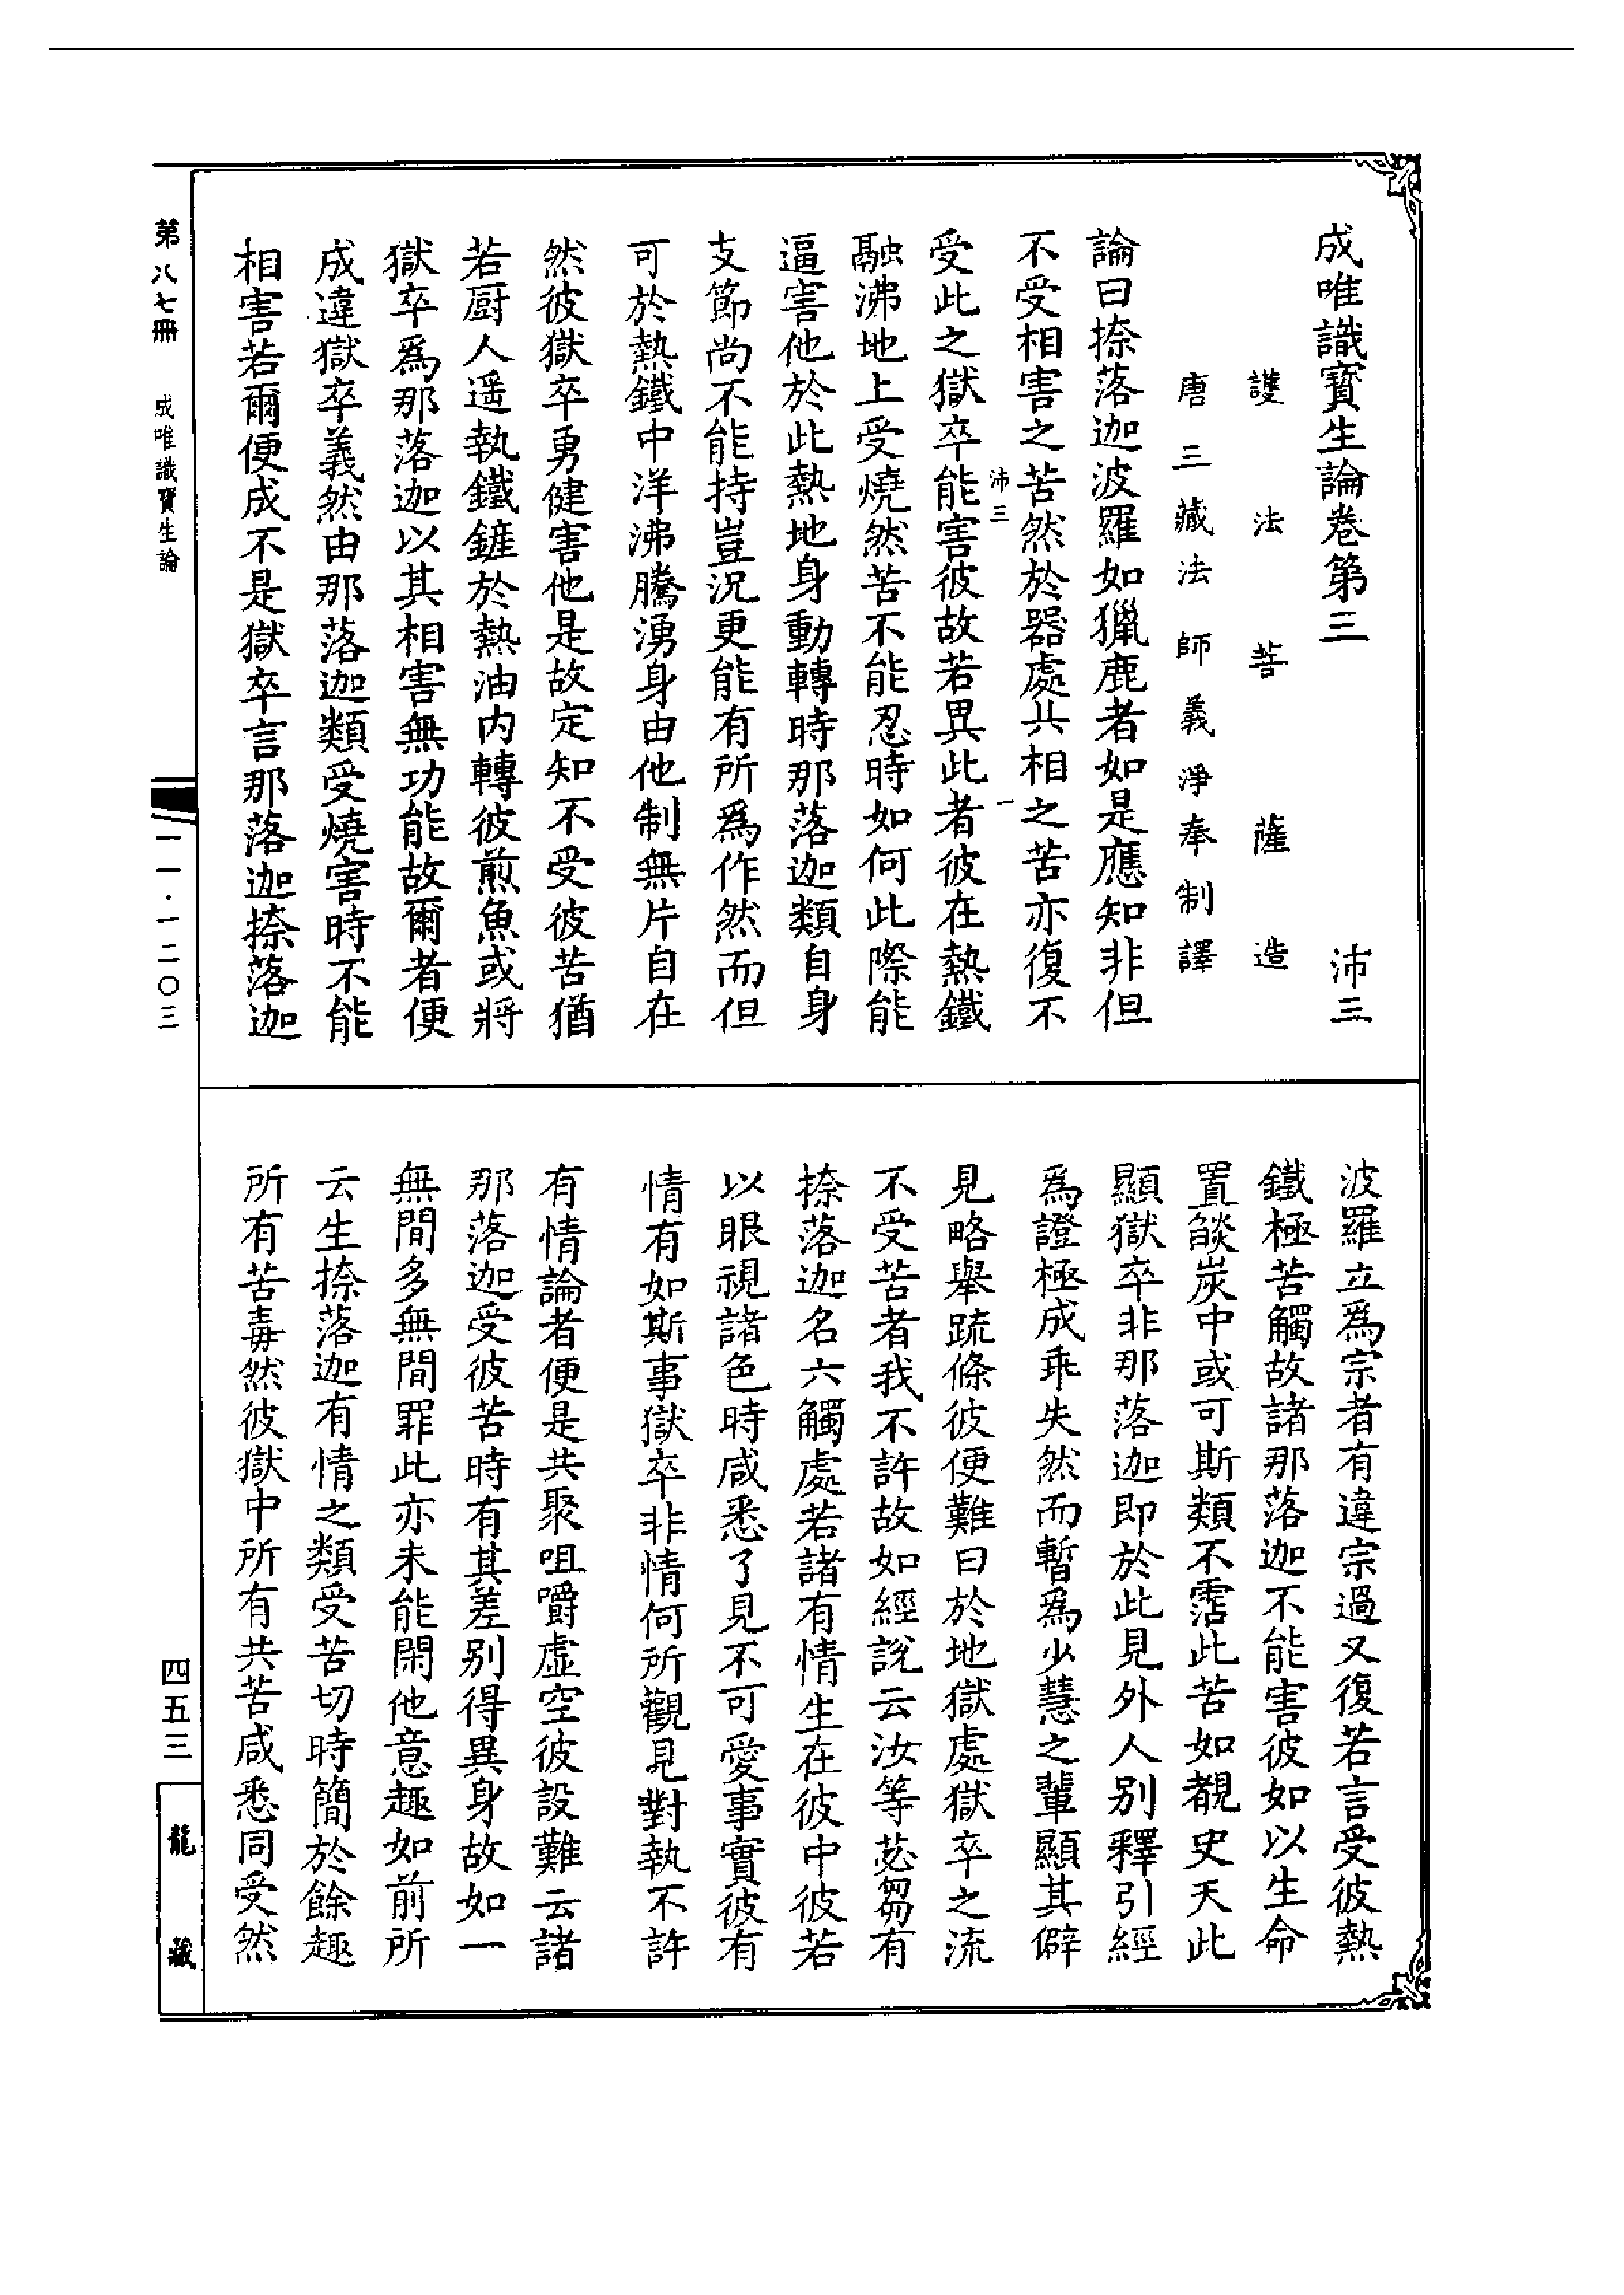 成唯識寳生論卷第三　沛三
護法菩薩造
唐三藏法師義淨奉制譯
論曰捺落迦波羅如獵鹿者如是應知非但
不受相害之苦然於器處共相之苦亦復不
沛三　一
受此之獄卒能害彼故若異此者彼在熱鐵
融沸地上受燒然苦不能忍時如何此際能
逼害他於此熱地身動轉時那落迦類自身
支節尚不能持豈況更能有所爲作然而但
可於熱鐵中洋沸騰湧身由他制無片自在
然彼獄卒勇健害他是故定知不受彼苦猶
若厨人遥執鐵鏟於熱油内轉彼煎魚或將
獄卒爲那落迦以其相害無功能故爾者便
成違獄卒義然由那落迦類受燒害時不能
相害若爾便成不是獄卒言那落迦捺落迦
波羅立爲宗者有違宗過又復若言受彼熱
鐵極苦觸故諸那落迦不能害彼如以生命
置燄炭中或可斯類不霑此苦如覩史天此
顯獄卒非那落迦即於此見外人别釋引經
爲證極成乖失然而暫爲少慧之輩顯其僻
見略舉疏條彼便難曰於地獄處獄卒之流
不受苦者我不許故如經說云汝等苾芻有
捺落迦名六觸處若諸有情生在彼中彼若
以眼視諸色時咸悉了見不可愛事實彼有
情有如斯事獄卒非情何所觀見對執不許
有情論者便是共聚咀嚼虛空彼設難云諸
那落迦受彼苦時有其差别得異身故如一
無間多無間罪此亦未能閑他意趣如前所
云生捺落迦有情之類受苦切時簡於餘趣
所有苦毒然彼獄中所有共苦咸悉同受然
第八七冊　成唯識寶生論
一一·一二〇三
四五三
龍藏